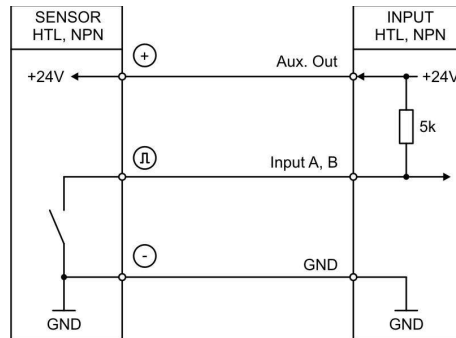 SENSOR
HTL, NPN
INPUT
HTL, NPN
+
Aux. Out
+24V
+24V
5k
Input A, B
-
GND
GND
GND